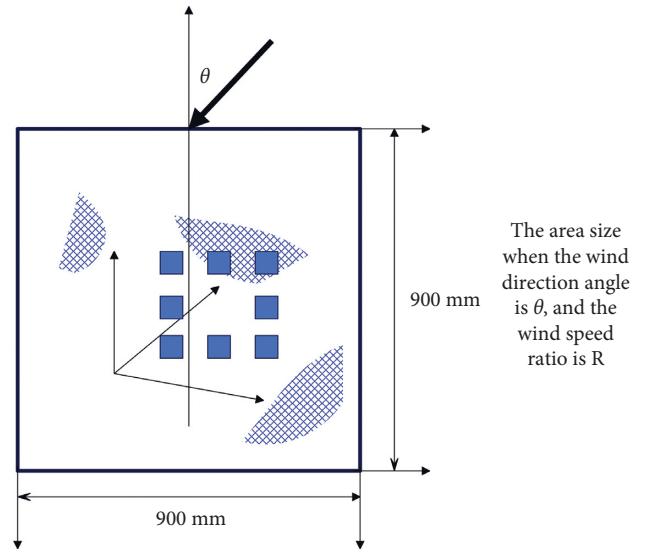 θ
The area size
when the wind
direction angle
is θ, and the
wind speed
ratio is R
900 mm
900 mm